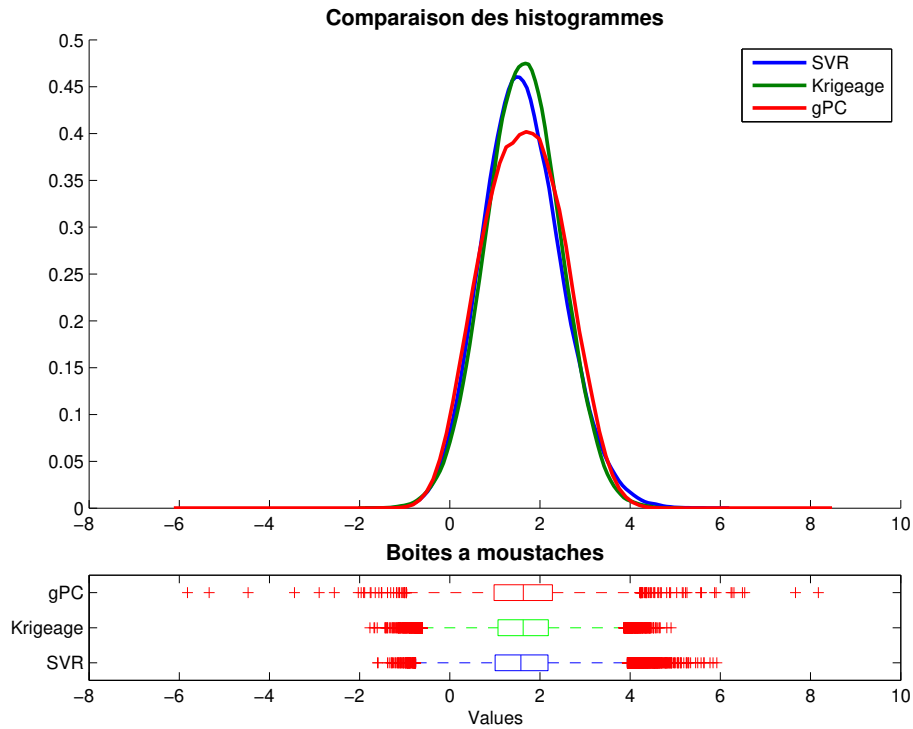 Comparaison des histogrammes
0.5
0.45
0.4
0.35
0.3
0.25
0.2
0.15
0.1
0.05
0
SVR
Krigeage
gPC
−8 −6 −4 −2 0 2 4 6 8 10
Boites a moustaches
gPC
Krigeage
SVR
−8 −6 −4 −2 0 2 4 6 8 10
Values